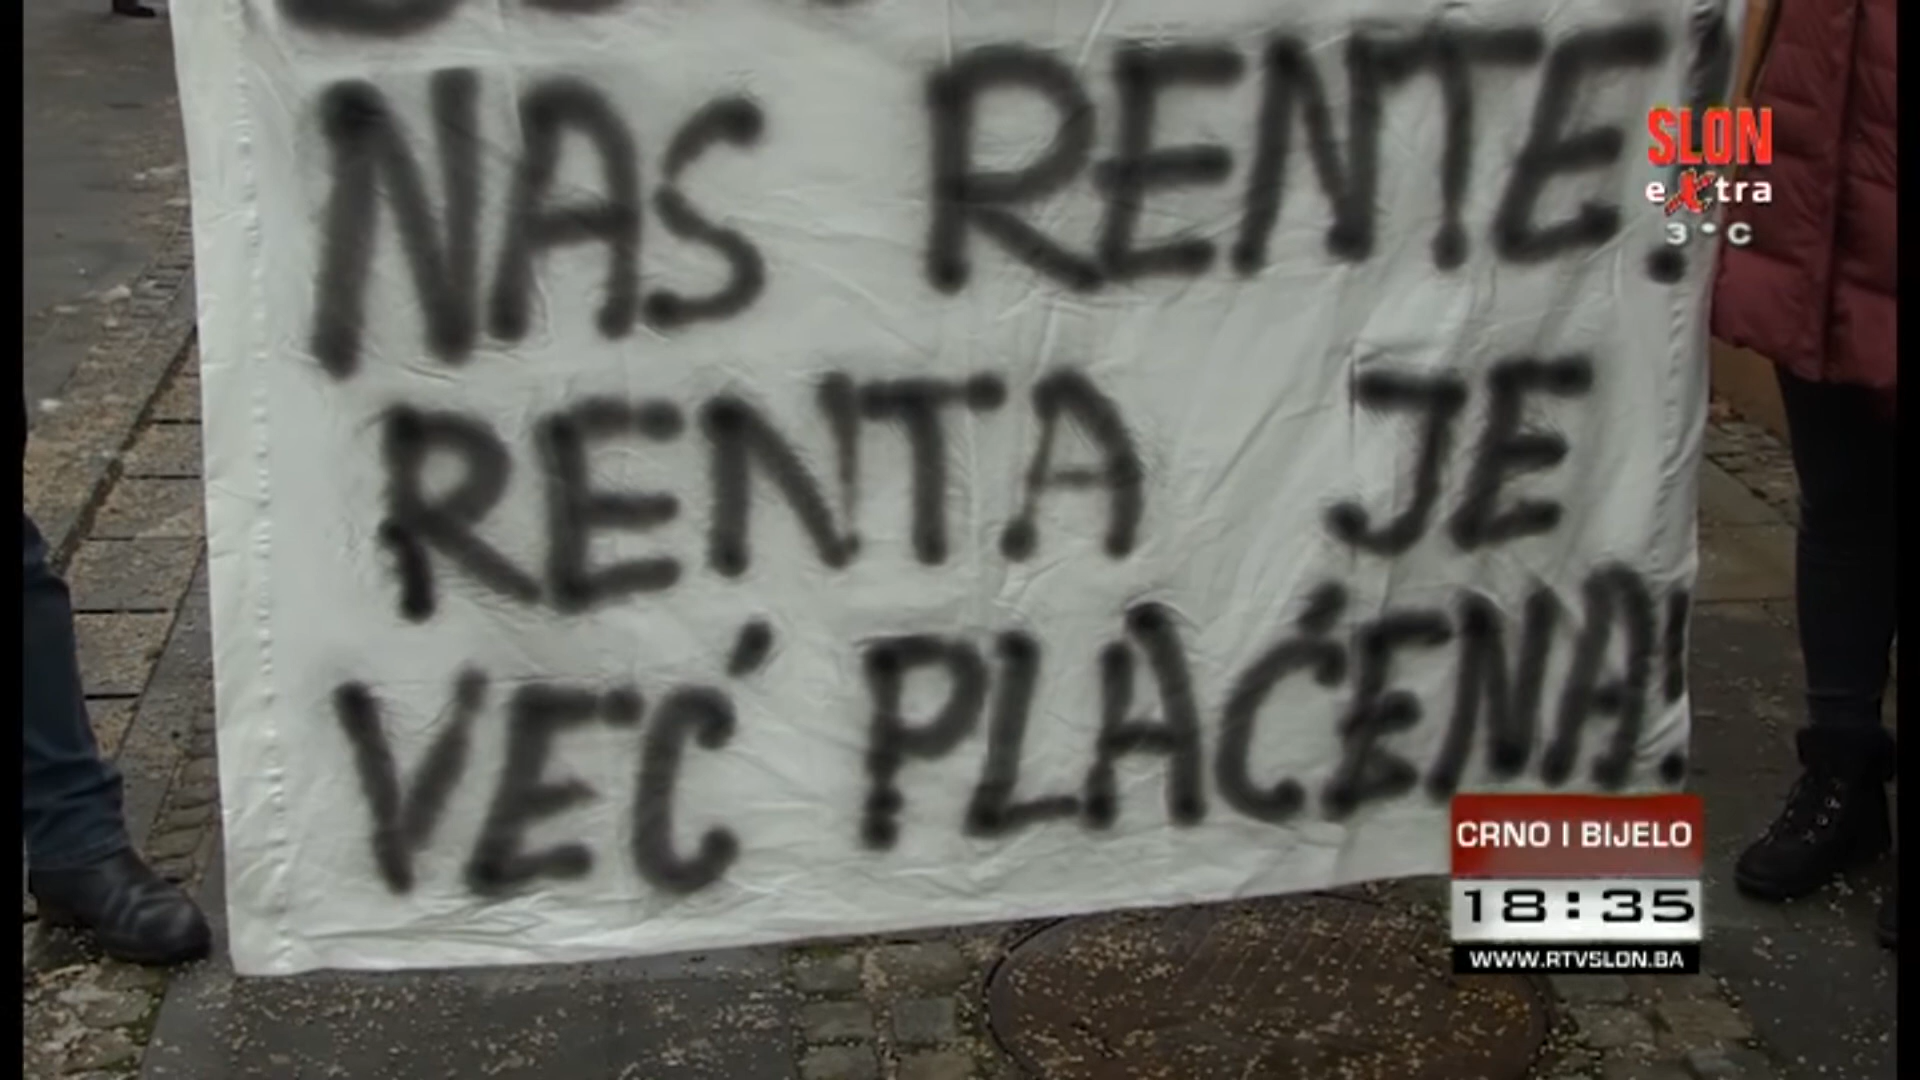 NAS RENTE.
RENTA JE
VEĆ PLAĆENA!
SLON
extra
3°C
CRNO I BIJELO
18:35
WWW.RTVSLON.BA